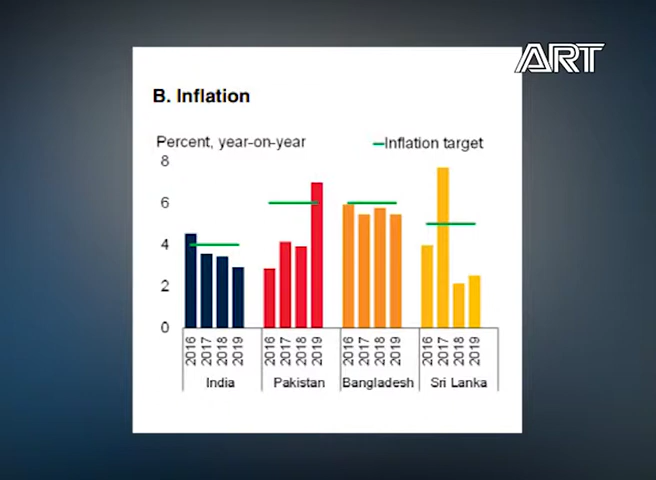 ART
B. Inflation
Percent, year-on-year
Inflation target
8
6
4
2
0
2016 2017 2018 2019 2016 2017 2018 2019 2016 2017 2018 2019 2016 2017 2018 2019
India Pakistan Bangladesh Sri Lanka